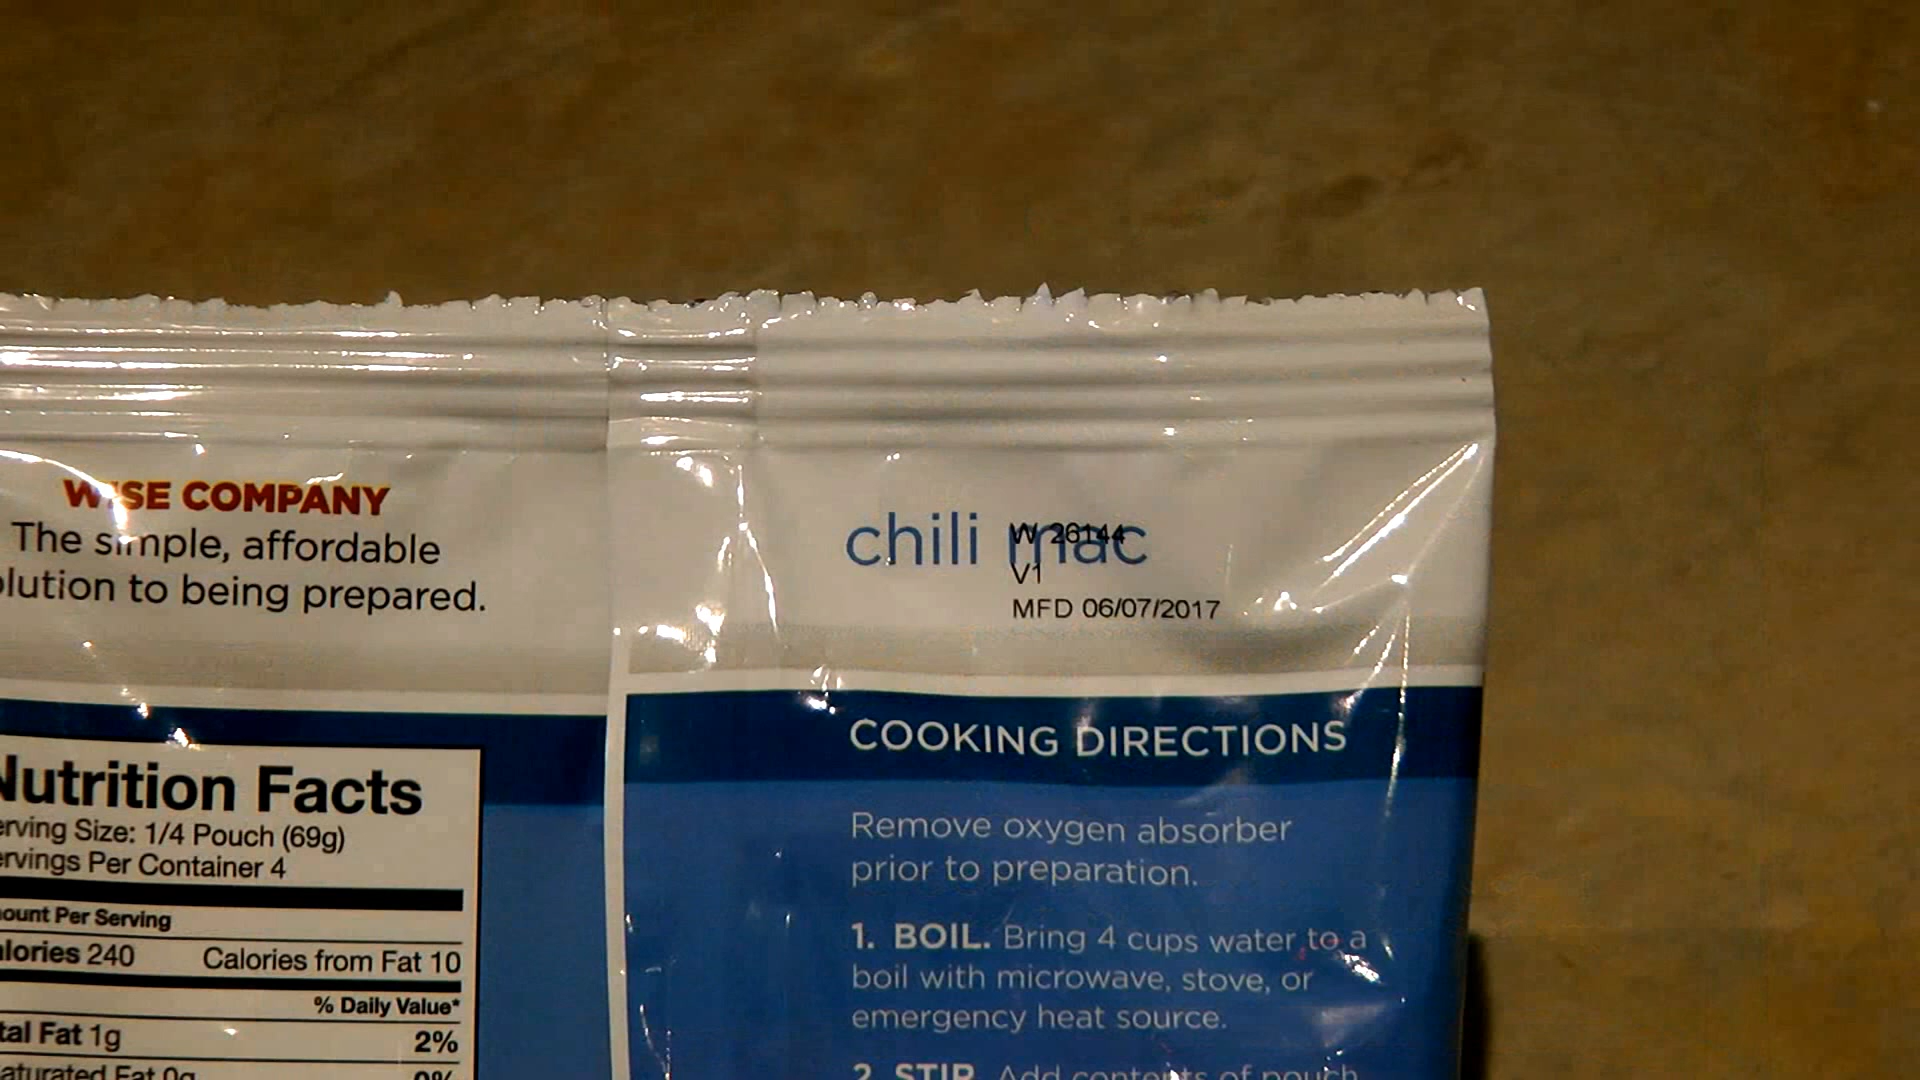 WISE COMPANY
The simple, affordable
olution to being prepared.
Nutrition Facts
erving Size: 1/4 Pouch (69g)
ervings Per Container 4
ount Per Serving
alories 240 Calories from Fat 10
% Daily Value*
tal Fat 1g 2%
aturated Fat 0g 0%
chili mac
W 26144
V1
MFD 06/07/2017
COOKING DIRECTIONS
Remove oxygen absorber
prior to preparation.
1. BOIL. Bring 4 cups water to a
boil with microwave, stove, or
emergency heat source.
2. STIR. Add contents of pouch